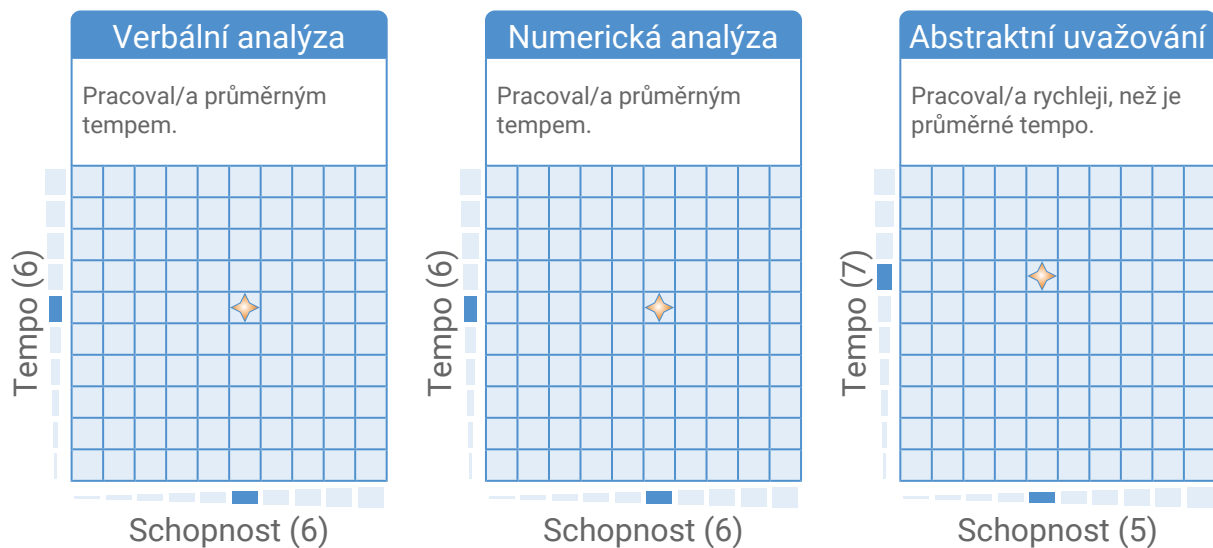 Verbální analýza
Pracoval/a průměrným
tempem.
Tempo (6)
Schopnost (6)
Numerická analýza
Pracoval/a průměrným
tempem.
Tempo (6)
Schopnost (6)
Abstraktní uvažování
Pracoval/a rychleji, než je
průměrné tempo.
Tempo (7)
Schopnost (5)